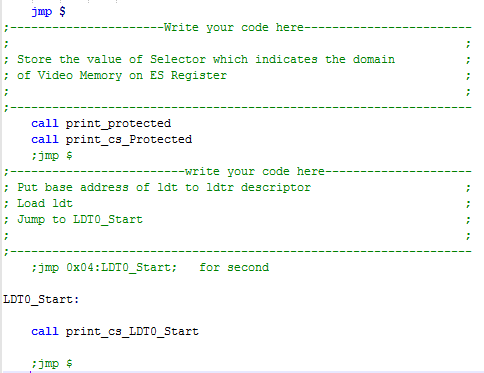 jmp $
;----------------------Write your code here------------------------
;                                                                  ;
; Store the value of Selector which indicates the domain           ;
; of Video Memory on ES Register                                   ;
;                                                                  ;
;-------------------------------------------------------------------
call print_protected
call print_cs_Protected
;jmp $
;-------------------------write your code here---------------------
; Put base address of ldt to ldtr descriptor                       ;
; Load ldt                                                         ;
; Jump to LDT0_Start                                               ;
;                                                                  ;
;-------------------------------------------------------------------
;jmp 0x04:LDT0_Start;   for second
LDT0_Start:
call print_cs_LDT0_Start
;jmp $